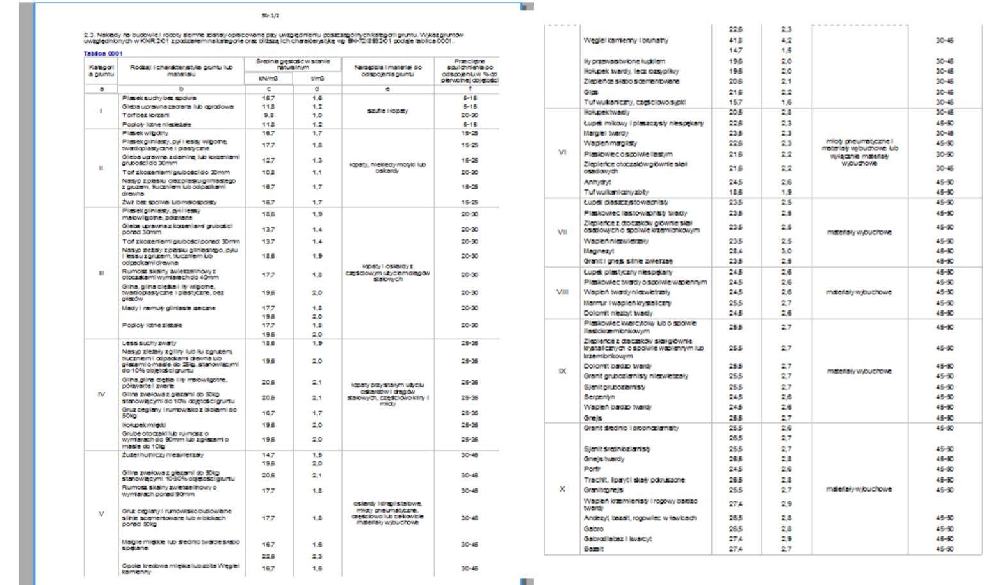 Str. 1/2
2.3. Nakłady na budowle i roboty ziemne zostały opracowane przy uwzględnieniu poszczególnych kategorii gruntu. Wykaz gruntów
uwzględnionych w KNR 2-01 z podziałem na kategorie oraz bliższą ich charakterystykę wg BN-72/8932-01 podaje tablica 0001.
Tablica 0001
Kategori
a gruntu
Rodzaj i charakterystyka gruntu lub
materiału
Średnia gęstość w stanie
naturalnym
kN/m3 t/m3
Narzędzia i materiał do
odspojenia gruntu
Przeciętne
spulchnienie po
odspojeniu w % od
pierwotnej objętości
a b c d e f
I
Piasek suchy bez spoiwa 15,7 1,6 5-15
Gleba uprawna zaorana lub ogrodowa 11,8 1,2 5-15
szufle i łopaty
Torf bez korzeni 9,8 1,0 20-30
Popioły lotne niezleżałe 11,8 1,2 5-15
II
Piasek wilgotny 16,7 1,7 15-25
Piasek gliniasty, pył i lessy wilgotne,
twardoplastyczne i plastyczne 17,7 1,8 15-25
Gleba uprawna z darniną lub korzeniami
grubości do 30mm 12,7 1,3 15-25
łopaty, niekiedy motyki lub
oskardy
Torf z korzeniami grubości do 30mm 10,8 1,1 20-30
Nasyp z piasku oraz piasku gliniastego
z gruzem, tłuczniem lub odpadkami
drewna 16,7 1,7 15-25
Żwir bez spoiwa lub małospoisty 16,7 1,7 15-25
III
Piasek gliniasty, pył i lessy
małowilgotne, półzwarte 18,6 1,9 20-30
Gleba uprawna z korzeniami grubości
ponad 30mm 13,7 1,4 20-30
Torf z korzeniami grubości ponad 30mm 13,7 1,4 20-30
Nasyp zleżały z piasku gliniastego, pyłu
i lessu z gruzem, tłuczniem lub
odpadkami drewna 18,6 1,9 20-30
łopaty i oskardy z
częściowym użyciem drągów
stalowych
Rumosz skalny zwietrzelinowy z
otoczakami wymiarach do 40mm 17,7 1,8 20-30
Glina, glina ciężka i iły wilgotne,
twardoplastyczne i plastyczne, bez
głazów 19,6 2,0 20-30
Mady i namuły gliniaste rzeczne 17,7 1,8 20-30
19,6 2,0
Popioły lotne zleżałe 17,7 1,8 20-30
19,6 2,0
IV
Less suchy zwarty 18,6 1,9 25-35
Nasyp zleżały z gliny lub iłu z gruzem,
tłuczniem i odpadkami drewna lub
głazami o masie do 25kg, stanowiącymi
do 10% objętości gruntu 19,6 2,0 25-35
Glina, glina ciężka i iły małowilgotne,
półzwarte i zwarte 20,6 2,1 25-35
łopaty przy stałym użyciu
oskardów i drągów
stalowych, częściowo kliny i
młoty
Glina zwałowa z głazami do 50kg
stanowiącymi do 10% objętości gruntu 20,6 2,1 25-35
Gruz ceglany i rumowisko z blokami do
50kg 16,7 1,7 25-35
Iłołupek miękki 19,6 2,0 25-35
Grube otoczaki lub rumosz o
wymiarach do 90mm lub z głazami o
masie do 10kg 19,6 2,0 25-35
V
Żużel hutniczy niezwietrzały 14,7 1,5 30-45
19,6 2,0
Glina zwałowa z głazami do 50kg
stanowiącymi 10-30% objętości gruntu 20,6 2,1 30-45
Rumosz skalny zwietrzelinowy o
wymiarach ponad 90mm 17,7 1,8 30-45
oskardy i drągi stalowe,
młoty pneumatyczne,
częściowo lub całkowicie
materiały wybuchowe
Gruz ceglany i rumowisko budowlane
silnie scementowane lub w blokach
ponad 50kg 17,7 1,8 30-45
Margle miękkie lub średnio twarde słabo
spękane 16,7 1,6 30-45
22,6 2,3
Opoka kredowa miękka lub zbita Węgiel
kamienny 16,7 1,6 30-45
22,6 2,3
Węgiel kamienny i brunatny 41,8 4,2 30-45
14,7 1,5
Iły przewarstwione łupkiem 19,6 2,0 30-45
Iłołupek twardy, lecz rozsypliwy 19,6 2,0 30-45
Zlepieńce słabo scementowane 20,6 2,1 30-45
Gips 21,6 2,2 30-45
Tuf wulkaniczny, częściowo sypki 15,7 1,6 30-45
VI
Iłołupek twardy 20,5 2,8 30-45
Łupek mikowy i piaszczysty niespękany 22,6 2,3 45-50
Margiel twardy 23,5 2,3 30-45
Wapień marglisty 22,6 2,3 45-50
młoty pneumatyczne i
materiały wybuchowe lub
wyłącznie materiały
wybuchowe
Piaskowiec o spoiwie ilastym 21,6 2,2 30-50
Zlepieńce otoczaków głównie skał
osadowych 21,6 2,2 30-45
Anhydryt 24,5 2,6 45-50
Tuf wulkaniczny zbity 18,6 1,9 45-50
VII
Łupek piaszczysto-wapnisty 23,5 2,5 45-50
Piaskowiec ilasto-wapnisty twardy 23,5 2,5 45-50
Zlepieńce z otoczaków głównie skał
osadowych o spoiwie krzemionkowym 23,5 2,5 45-50
materiały wybuchowe
Wapień niezwietrzały 23,5 2,5 45-50
Magnezyt 28,4 3,0 45-50
Granit i gnejs silnie zwietrzały 23,5 2,5 45-50
VIII
Łupek plastyczny niespękany 24,5 2,6 45-50
Piaskowiec twardy o spoiwie wapiennym 24,5 2,6 45-50
Wapień twardy niezwietrzały 24,5 2,6 materiały wybuchowe 45-50
Marmur i wapień krystaliczny 25,5 2,7 45-50
Dolomit niezbyt twardy 24,5 2,6 45-50
IX
Piaskowiec kwarcytowy lub o spoiwie
ilastokrzemionkowym 25,5 2,7 45-50
Zlepieńce z otaczaków skał głównie
krystalicznych o spoiwie wapiennym lub
krzemionkowym 25,5 2,7 45-50
Dolomit bardzo twardy 25,5 2,7 45-50
materiały wybuchowe
Granit gruboziarnisty niezwietrzały 25,5 2,7 45-50
Sjenit gruboziarnisty 25,5 2,7 45-50
Serpentyn 24,5 2,6 45-50
Wapień bardzo twardy 24,5 2,6 45-50
Gnejs 25,5 2,7 45-50
X
Granit średnio i drobnoziarnisty 25,5 2,6 45-50
26,5 2,7
Sjenit średnioziarnisty 25,5 2,7 45-50
Gnejs twardy 26,5 2,8 45-50
Porfir 24,5 2,6 45-50
Trachit, liparyt i skały pokruszone 26,5 2,8 45-50
Granitognejs 25,5 2,7 materiały wybuchowe 45-50
Wapień krzemienisty i rogowy bardzo
twardy 27,4 2,9
Andezyt, bazalt, rogowiec w ławicach 26,5 2,8 45-50
Gabro 26,5 2,8 45-50
Gabrodiabaz i kwarcyt 27,4 2,9 45-50
Bazalt 27,4 2,7 45-50